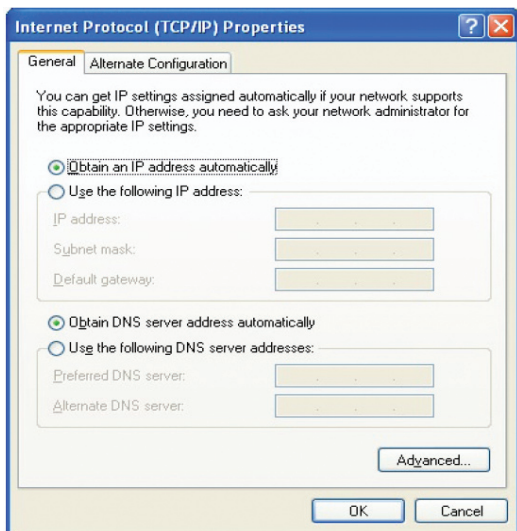 Internet Protocol (TCP/IP) Properties
General
Alternate Configuration
You can get IP settings assigned automatically if your network supports
this capability. Otherwise, you need to ask your network administrator for
the appropriate IP settings.
Obtain an IP address automatically
Use the following IP address:
IP address:
Subnet mask:
Default gateway:
Obtain DNS server address automatically
Use the following DNS server addresses:
Preferred DNS server:
Alternate DNS server:
Advanced...
OK
Cancel